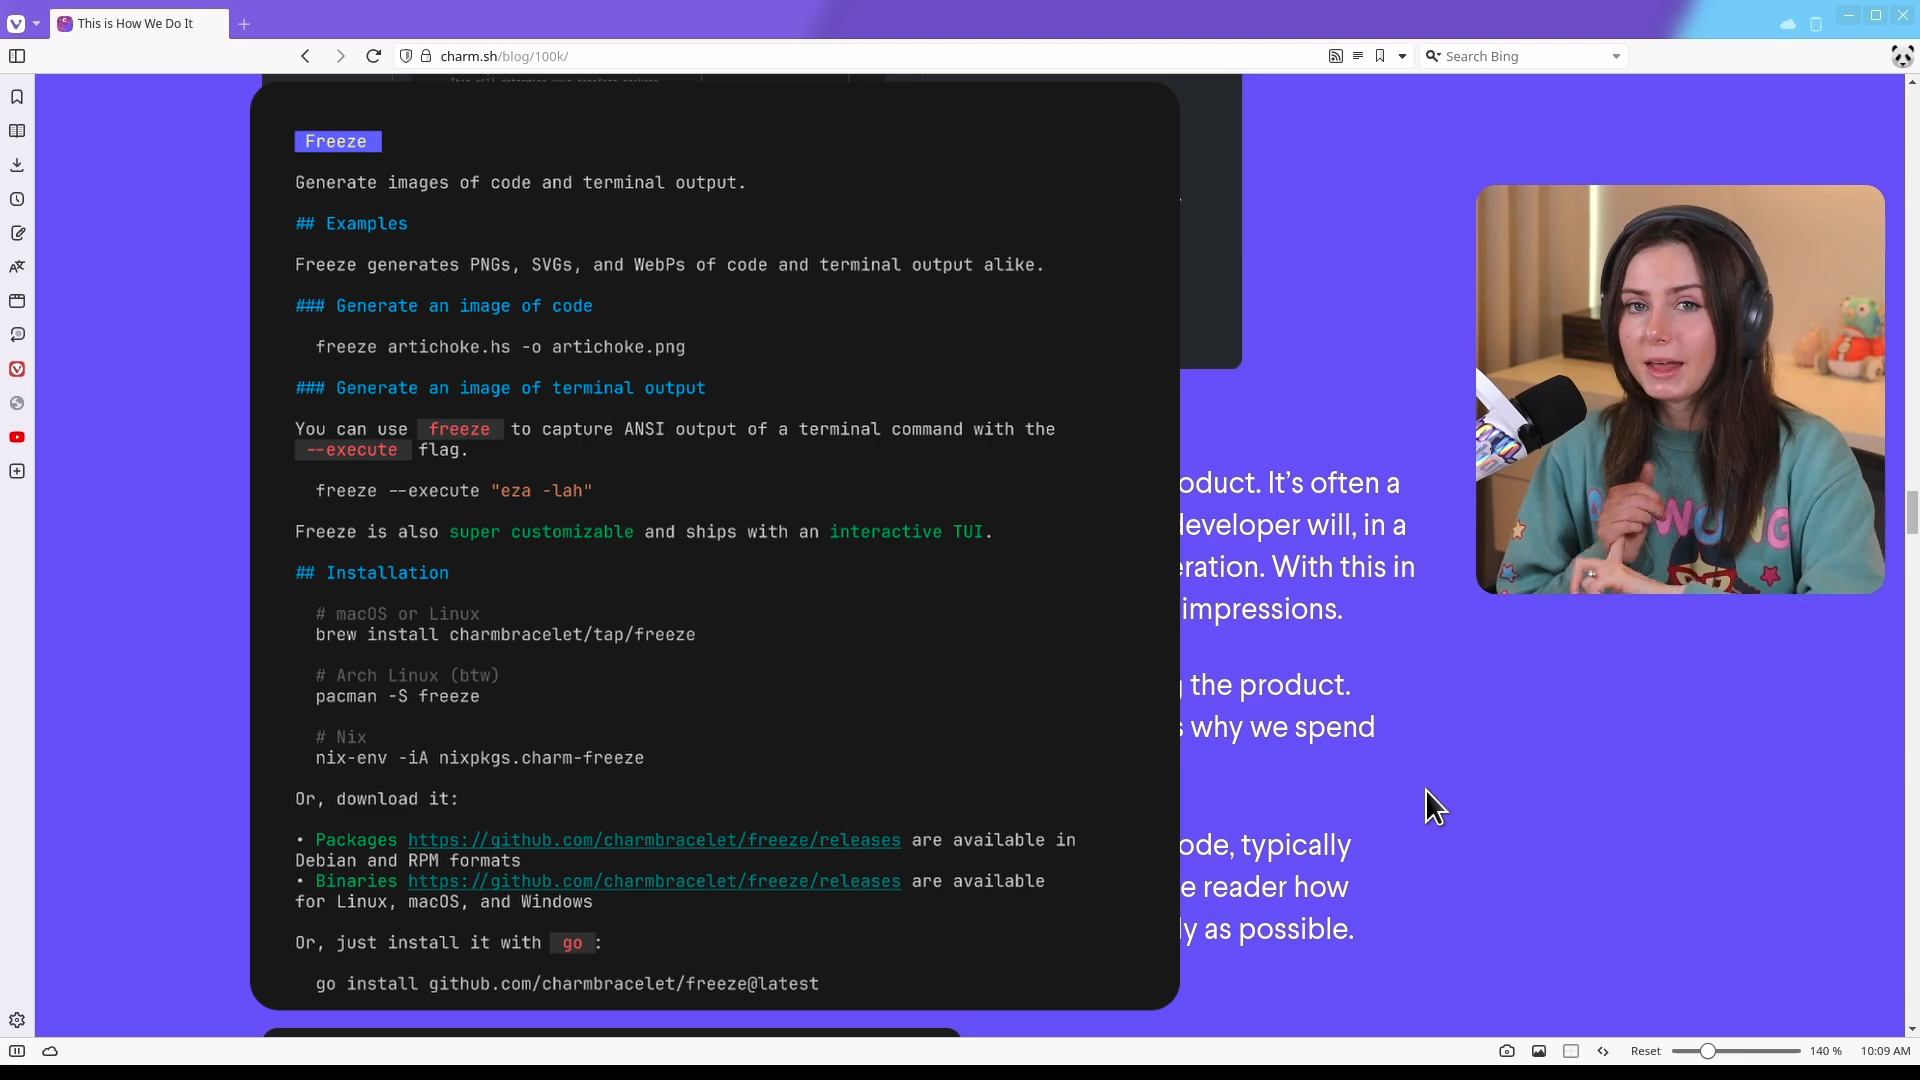 This is How We Do It
charm.sh/blog/100k/
Search Bing
Freeze
Generate images of code and terminal output.
## Examples
Freeze generates PNGs, SVGs, and WebPs of code and terminal output alike.
### Generate an image of code
freeze artichoke.hs -o artichoke.png
### Generate an image of terminal output
You can use freeze to capture ANSI output of a terminal command with the
--execute flag.
freeze --execute "eza -lah"
Freeze is also super customizable and ships with an interactive TUI.
## Installation
# macOS or Linux
brew install charmbracelet/tap/freeze
# Arch Linux (btw)
pacman -S freeze
# Nix
nix-env -iA nixpkgs.charm-freeze
Or, download it:
• Packages https://github.com/charmbracelet/freeze/releases are available in
Debian and RPM formats
• Binaries https://github.com/charmbracelet/freeze/releases are available
for Linux, macOS, and Windows
Or, just install it with go :
go install github.com/charmbracelet/freeze@latest
oduct. It's often a
developer will, in a
eration. With this in
impressions.
the product.
s why we spend
ode, typically
e reader how
ly as possible.
Reset
140 %
10:09 AM